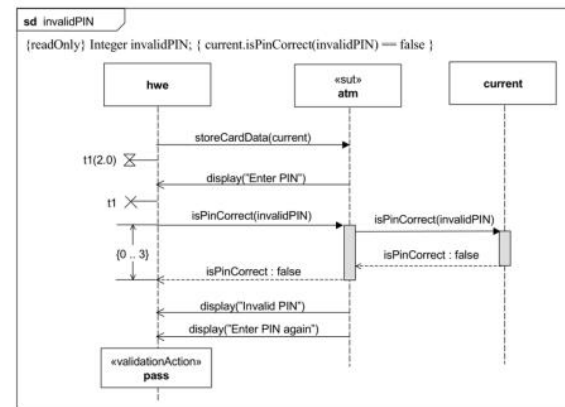 sd invalidPIN
{readOnly} Integer invalidPIN; { current.isPinCorrect(invalidPIN) == false }
hwe
«sut»
atm
current
storeCardData(current)
t1(2.0)
display("Enter PIN")
t1
isPinCorrect(invalidPIN)
isPinCorrect(invalidPIN)
{0 .. 3}
isPinCorrect : false
isPinCorrect : false
display("Invalid PIN")
display("Enter PIN again")
«validationAction»
pass